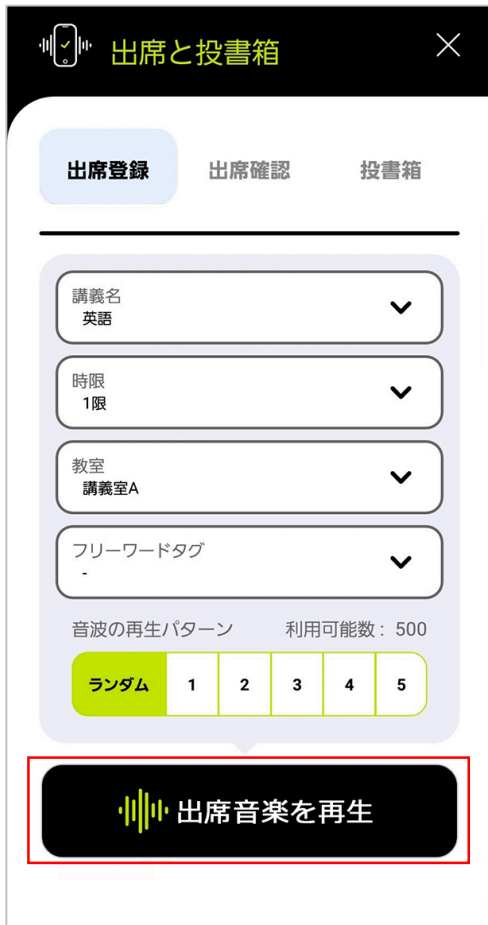 出席と投書箱
出席登録 出席確認 投書箱
講義名
英語
時限
1限
教室
講義室A
フリーワードタグ
-
音波の再生パターン 利用可能数: 500
ランダム 1 2 3 4 5
出席音楽を再生